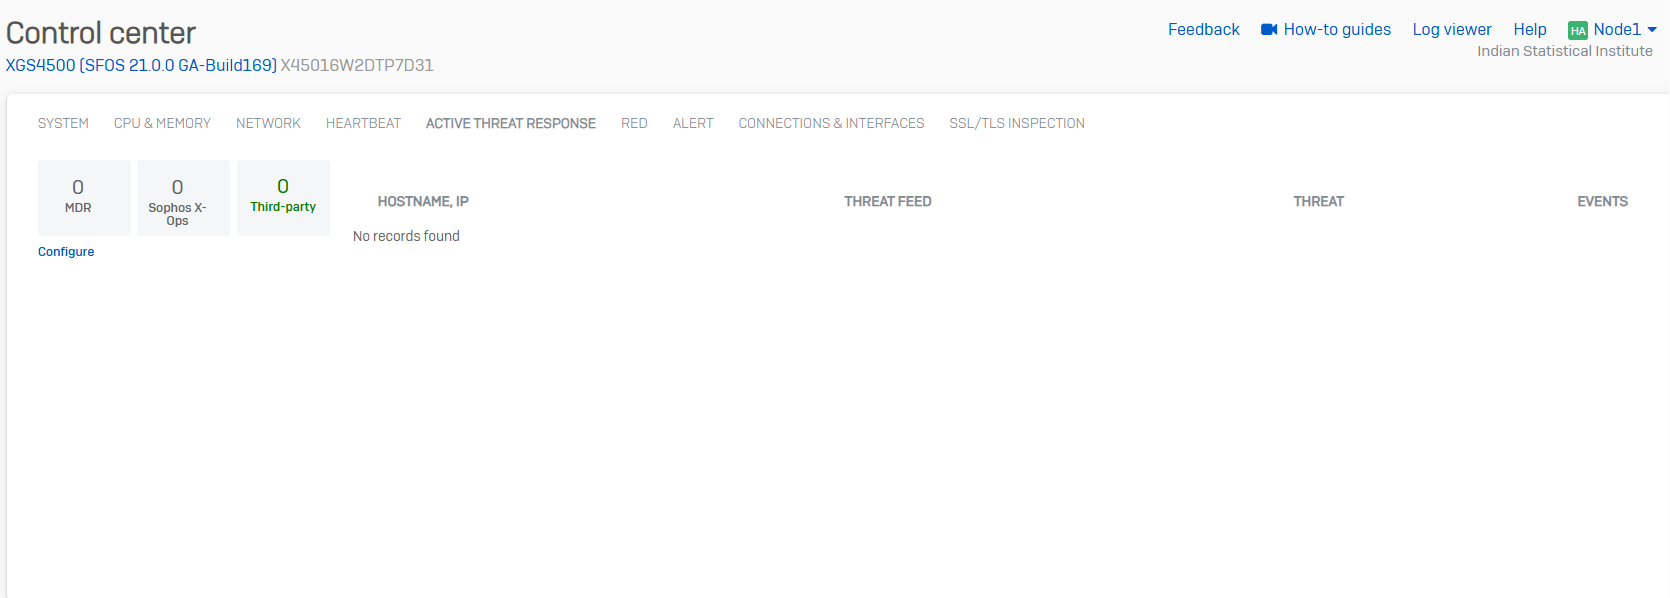 Control center
Feedback How-to guides Log viewer Help HA Node1
Indian Statistical Institute
XGS4500 (SFOS 21.0.0 GA-Build169) X45016W2DTP7D31
SYSTEM CPU & MEMORY NETWORK HEARTBEAT ACTIVE THREAT RESPONSE RED ALERT CONNECTIONS & INTERFACES SSL/TLS INSPECTION
0
MDR
0
Sophos X-
Ops
0
Third-party
Configure
HOSTNAME, IP THREAT FEED THREAT EVENTS
No records found